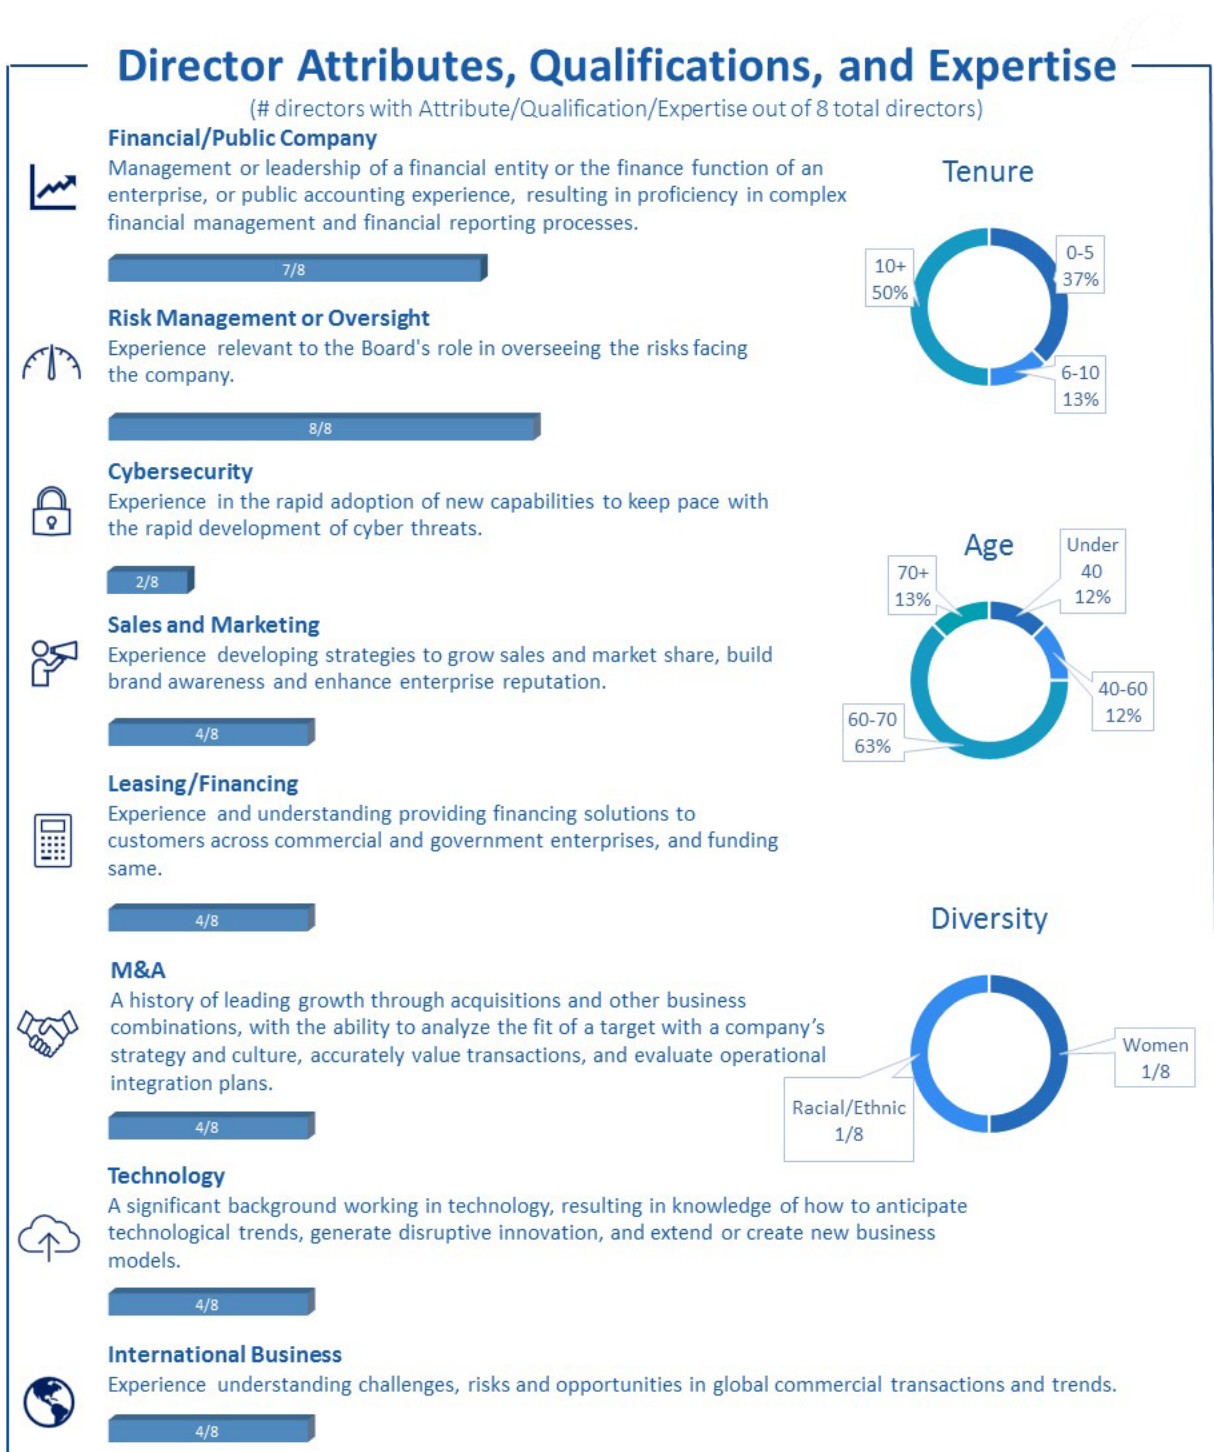 Director Attributes, Qualifications, and Expertise
(# directors with Attribute/Qualification/Expertise out of 8 total directors)
Financial/Public Company
Management or leadership of a financial entity or the finance function of an
enterprise, or public accounting experience, resulting in proficiency in complex
financial management and financial reporting processes.
7/8
Risk Management or Oversight
Experience relevant to the Board's role in overseeing the risks facing
the company.
8/8
Cybersecurity
Experience in the rapid adoption of new capabilities to keep pace with
the rapid development of cyber threats.
2/8
Sales and Marketing
Experience developing strategies to grow sales and market share, build
brand awareness and enhance enterprise reputation.
4/8
Leasing/Financing
Experience and understanding providing financing solutions to
customers across commercial and government enterprises, and funding
same.
4/8
M&A
A history of leading growth through acquisitions and other business
combinations, with the ability to analyze the fit of a target with a company’s
strategy and culture, accurately value transactions, and evaluate operational
integration plans.
4/8
Technology
A significant background working in technology, resulting in knowledge of how to anticipate
technological trends, generate disruptive innovation, and extend or create new business
models.
4/8
International Business
Experience understanding challenges, risks and opportunities in global commercial transactions and trends.
4/8
Tenure
0-5
37%
10+
50%
6-10
13%
Age
Under
40
12%
70+
13%
40-60
12%
60-70
63%
Diversity
Women
1/8
Racial/Ethnic
1/8